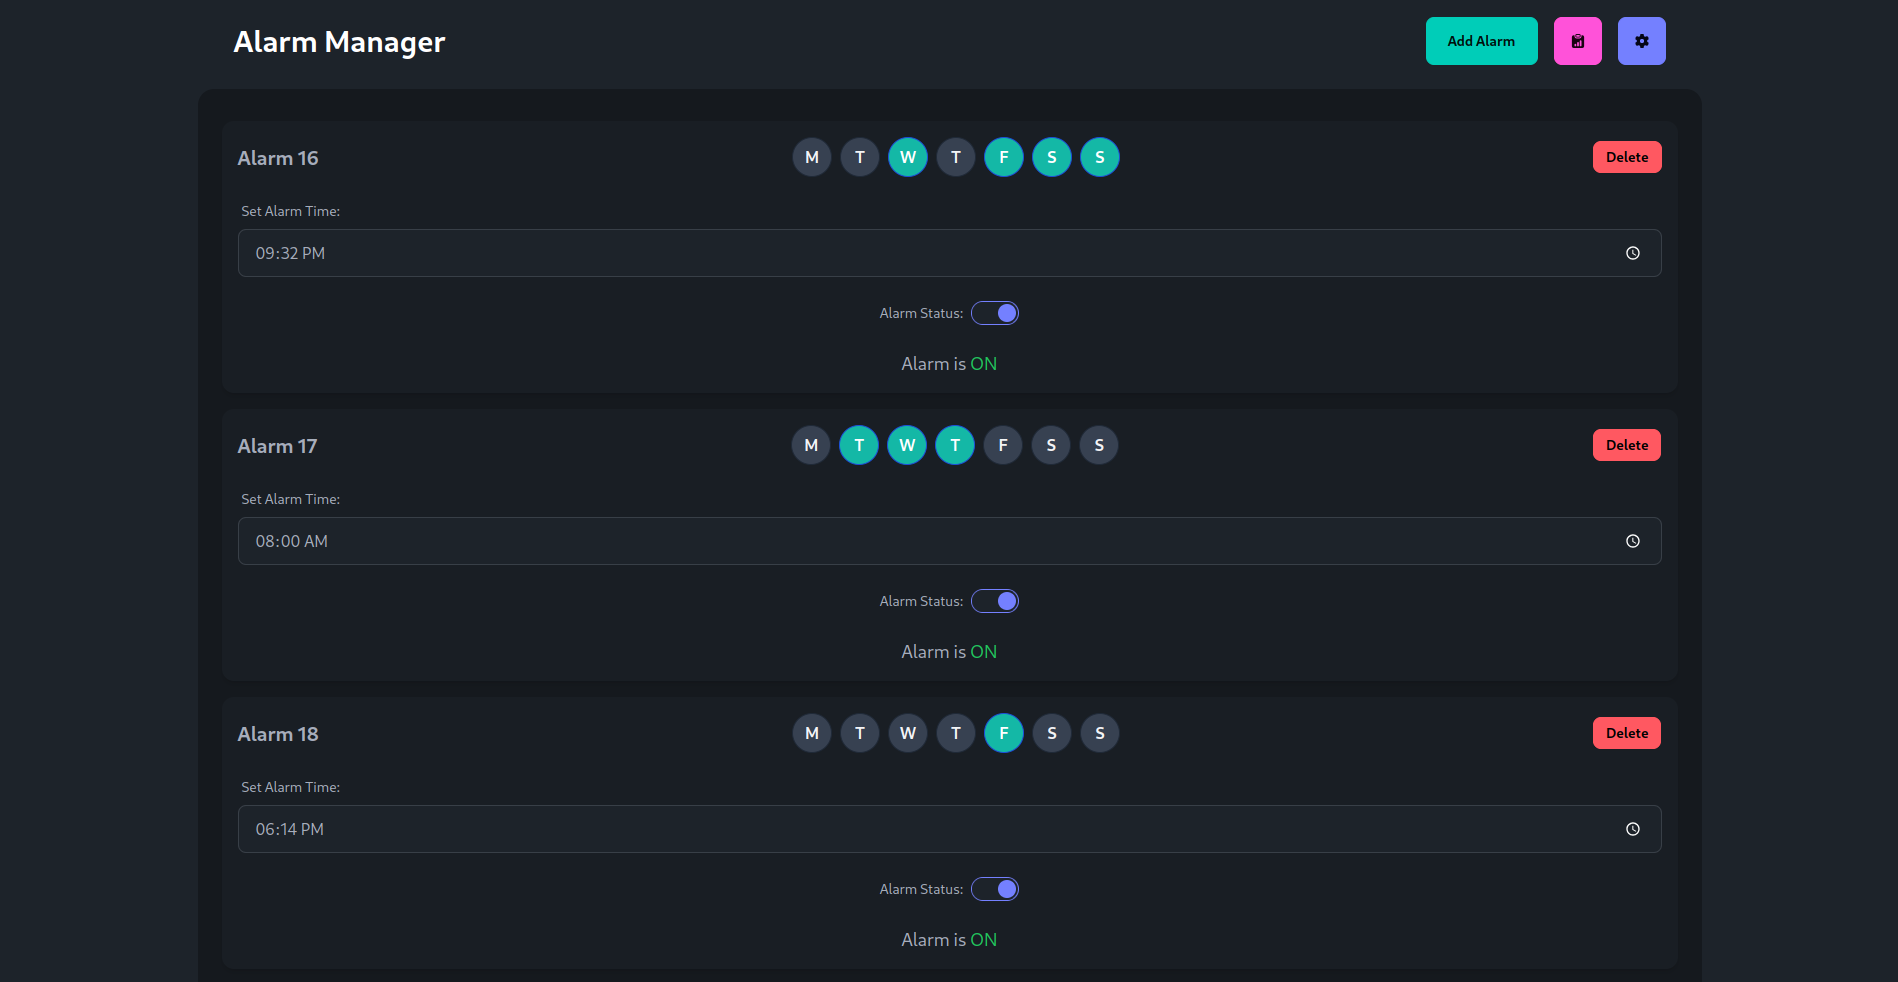 Alarm Manager
Add Alarm
Alarm 16
M T W T F S S
Delete
Set Alarm Time:
09:32 PM
Alarm Status:
Alarm is ON
Alarm 17
M T W T F S S
Delete
Set Alarm Time:
08:00 AM
Alarm Status:
Alarm is ON
Alarm 18
M T W T F S S
Delete
Set Alarm Time:
06:14 PM
Alarm Status:
Alarm is ON